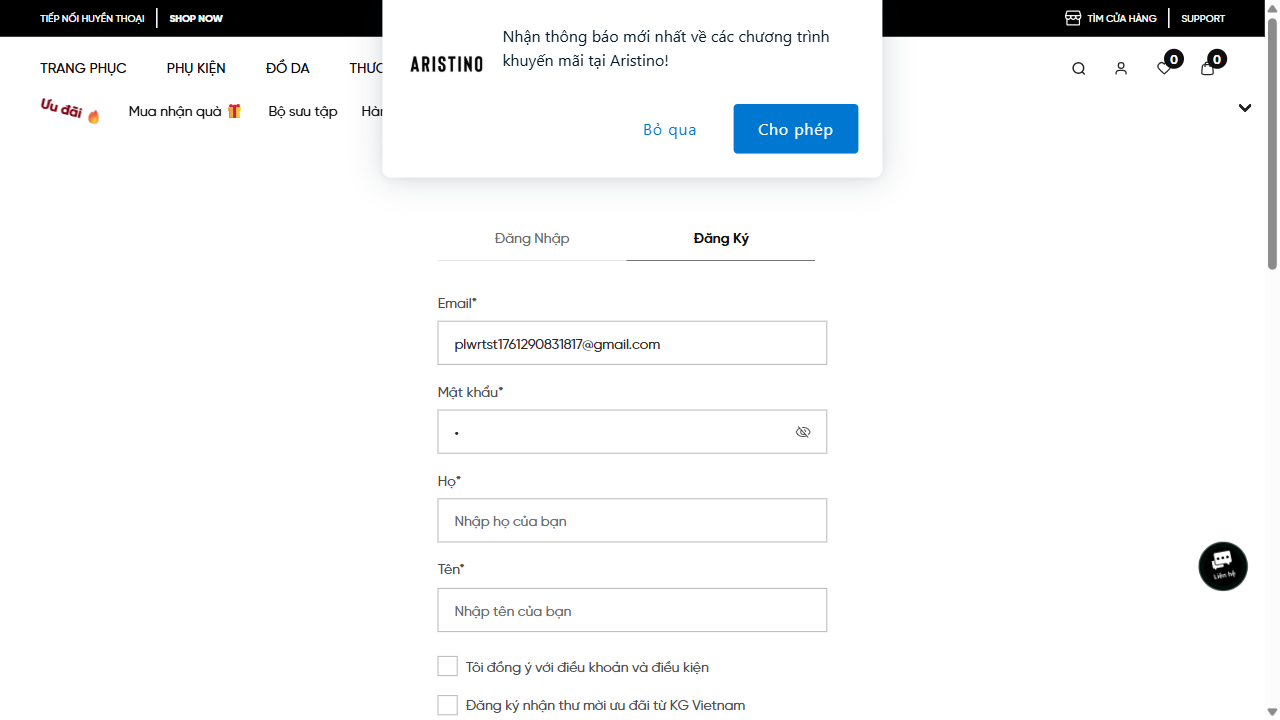 TIẾP NỐI HUYỀN THOẠI
SHOP NOW
TÌM CỬA HÀNG
SUPPORT
ARISTINO
Nhận thông báo mới nhất về các chương trình
khuyến mãi tại Aristino!
Bỏ qua
Cho phép
TRANG PHỤC
PHỤ KIỆN
ĐỒ DA
0
0
Ưu đãi
Mua nhận quà
Bộ sưu tập
Đăng Nhập
Đăng Ký
Email*
plwrtst1761290831817@gmail.com
Mật khẩu*
•
Họ*
Nhập họ của bạn
Tên*
Nhập tên của bạn
Liên hệ
Tôi đồng ý với điều khoản và điều kiện
Đăng ký nhận thư mời ưu đãi từ KG Vietnam